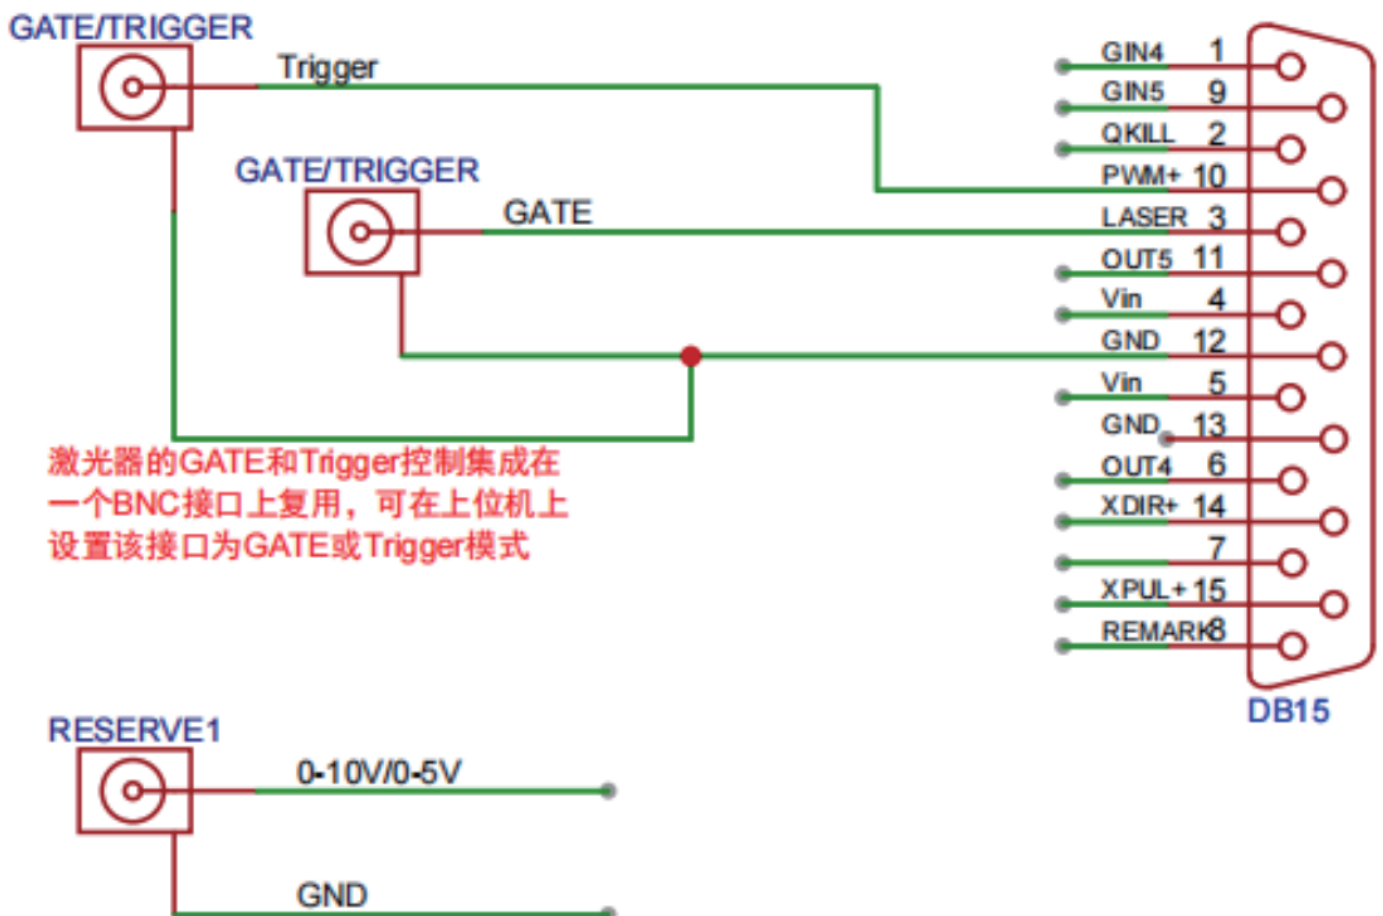 GATE/TRIGGER
Trigger
GATE/TRIGGER
GATE
激光器的GATE和Trigger控制集成在
一个BNC接口上复用，可在上位机上
设置该接口为GATE或Trigger模式
GIN4 1
GIN5 9
QKILL 2
PWM+ 10
LASER 3
OUT5 11
Vin 4
GND 12
Vin 5
GND 13
OUT4 6
XDIR+ 14
7
XPUL+ 15
REMARK 8
DB15
RESERVE1
0-10V/0-5V
GND